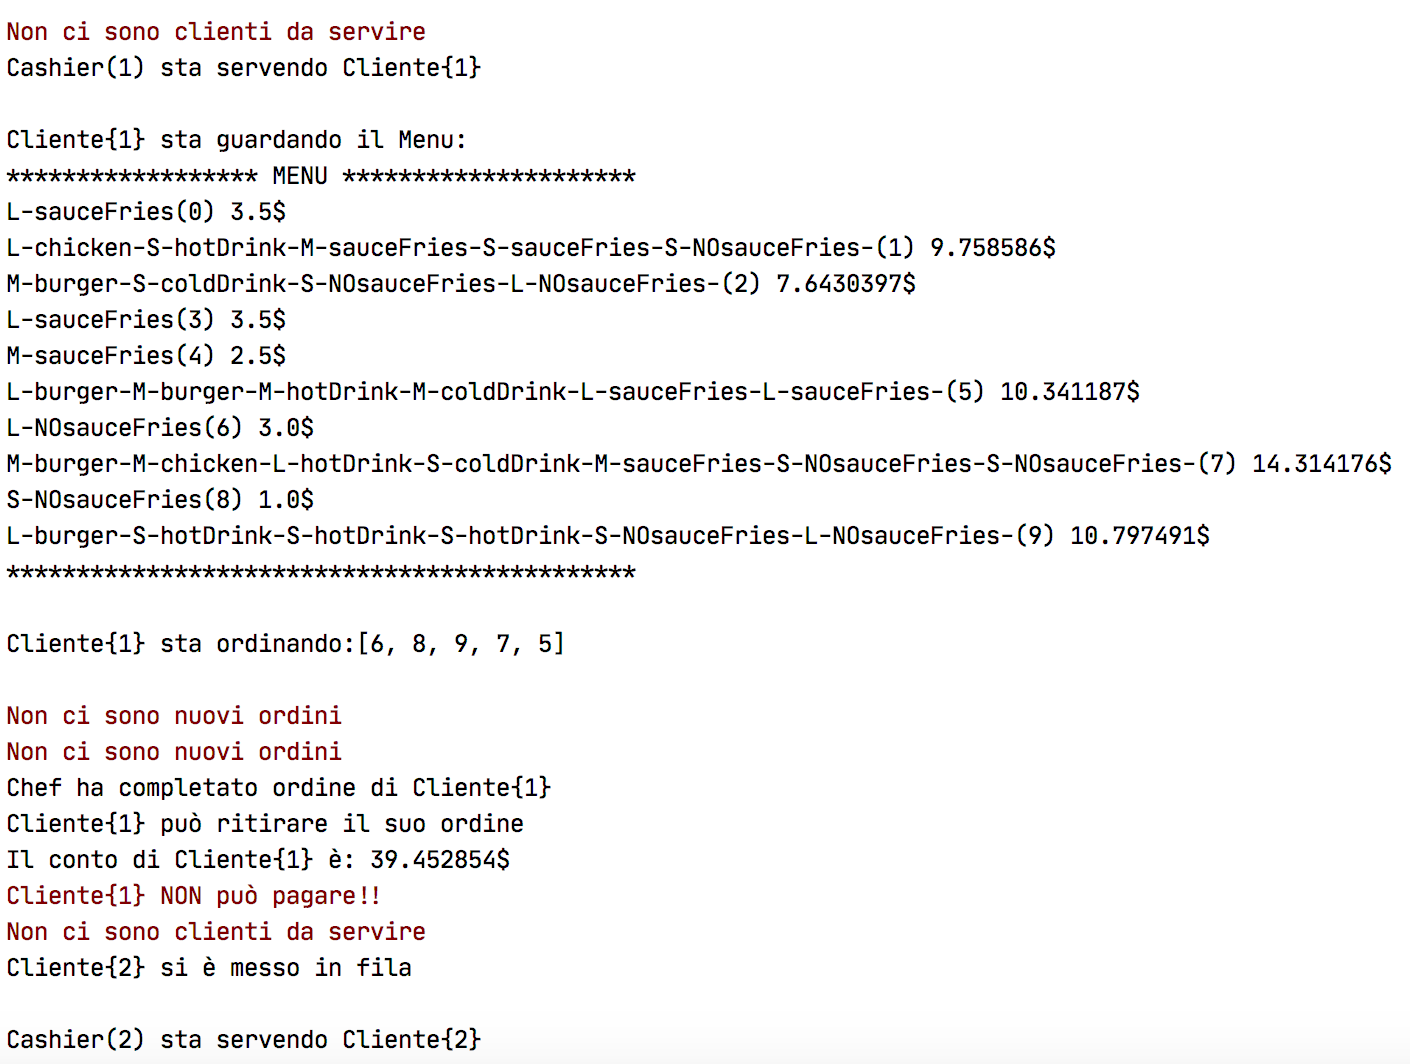 Non ci sono clienti da servire
Cashier(1) sta servendo Cliente{1}
Cliente{1} sta guardando il Menu:
****************** MENU *********************
L-sauceFries(0) 3.5$
L-chicken-S-hotDrink-M-sauceFries-S-sauceFries-S-NOsauceFries-(1) 9.758586$
M-burger-S-coldDrink-S-NOsauceFries-L-NOsauceFries-(2) 7.6430397$
L-sauceFries(3) 3.5$
M-sauceFries(4) 2.5$
L-burger-M-burger-M-hotDrink-M-coldDrink-L-sauceFries-L-sauceFries-(5) 10.341187$
L-NOsauceFries(6) 3.0$
M-burger-M-chicken-L-hotDrink-S-coldDrink-M-sauceFries-S-NOsauceFries-S-NOsauceFries-(7) 14.314176$
S-NOsauceFries(8) 1.0$
L-burger-S-hotDrink-S-hotDrink-S-hotDrink-S-NOsauceFries-L-NOsauceFries-(9) 10.797491$
*********************************************
Cliente{1} sta ordinando:[6, 8, 9, 7, 5]
Non ci sono nuovi ordini
Non ci sono nuovi ordini
Chef ha completato ordine di Cliente{1}
Cliente{1} può ritirare il suo ordine
Il conto di Cliente{1} è: 39.452854$
Cliente{1} NON può pagare!!
Non ci sono clienti da servire
Cliente{2} si è messo in fila
Cashier(2) sta servendo Cliente{2}